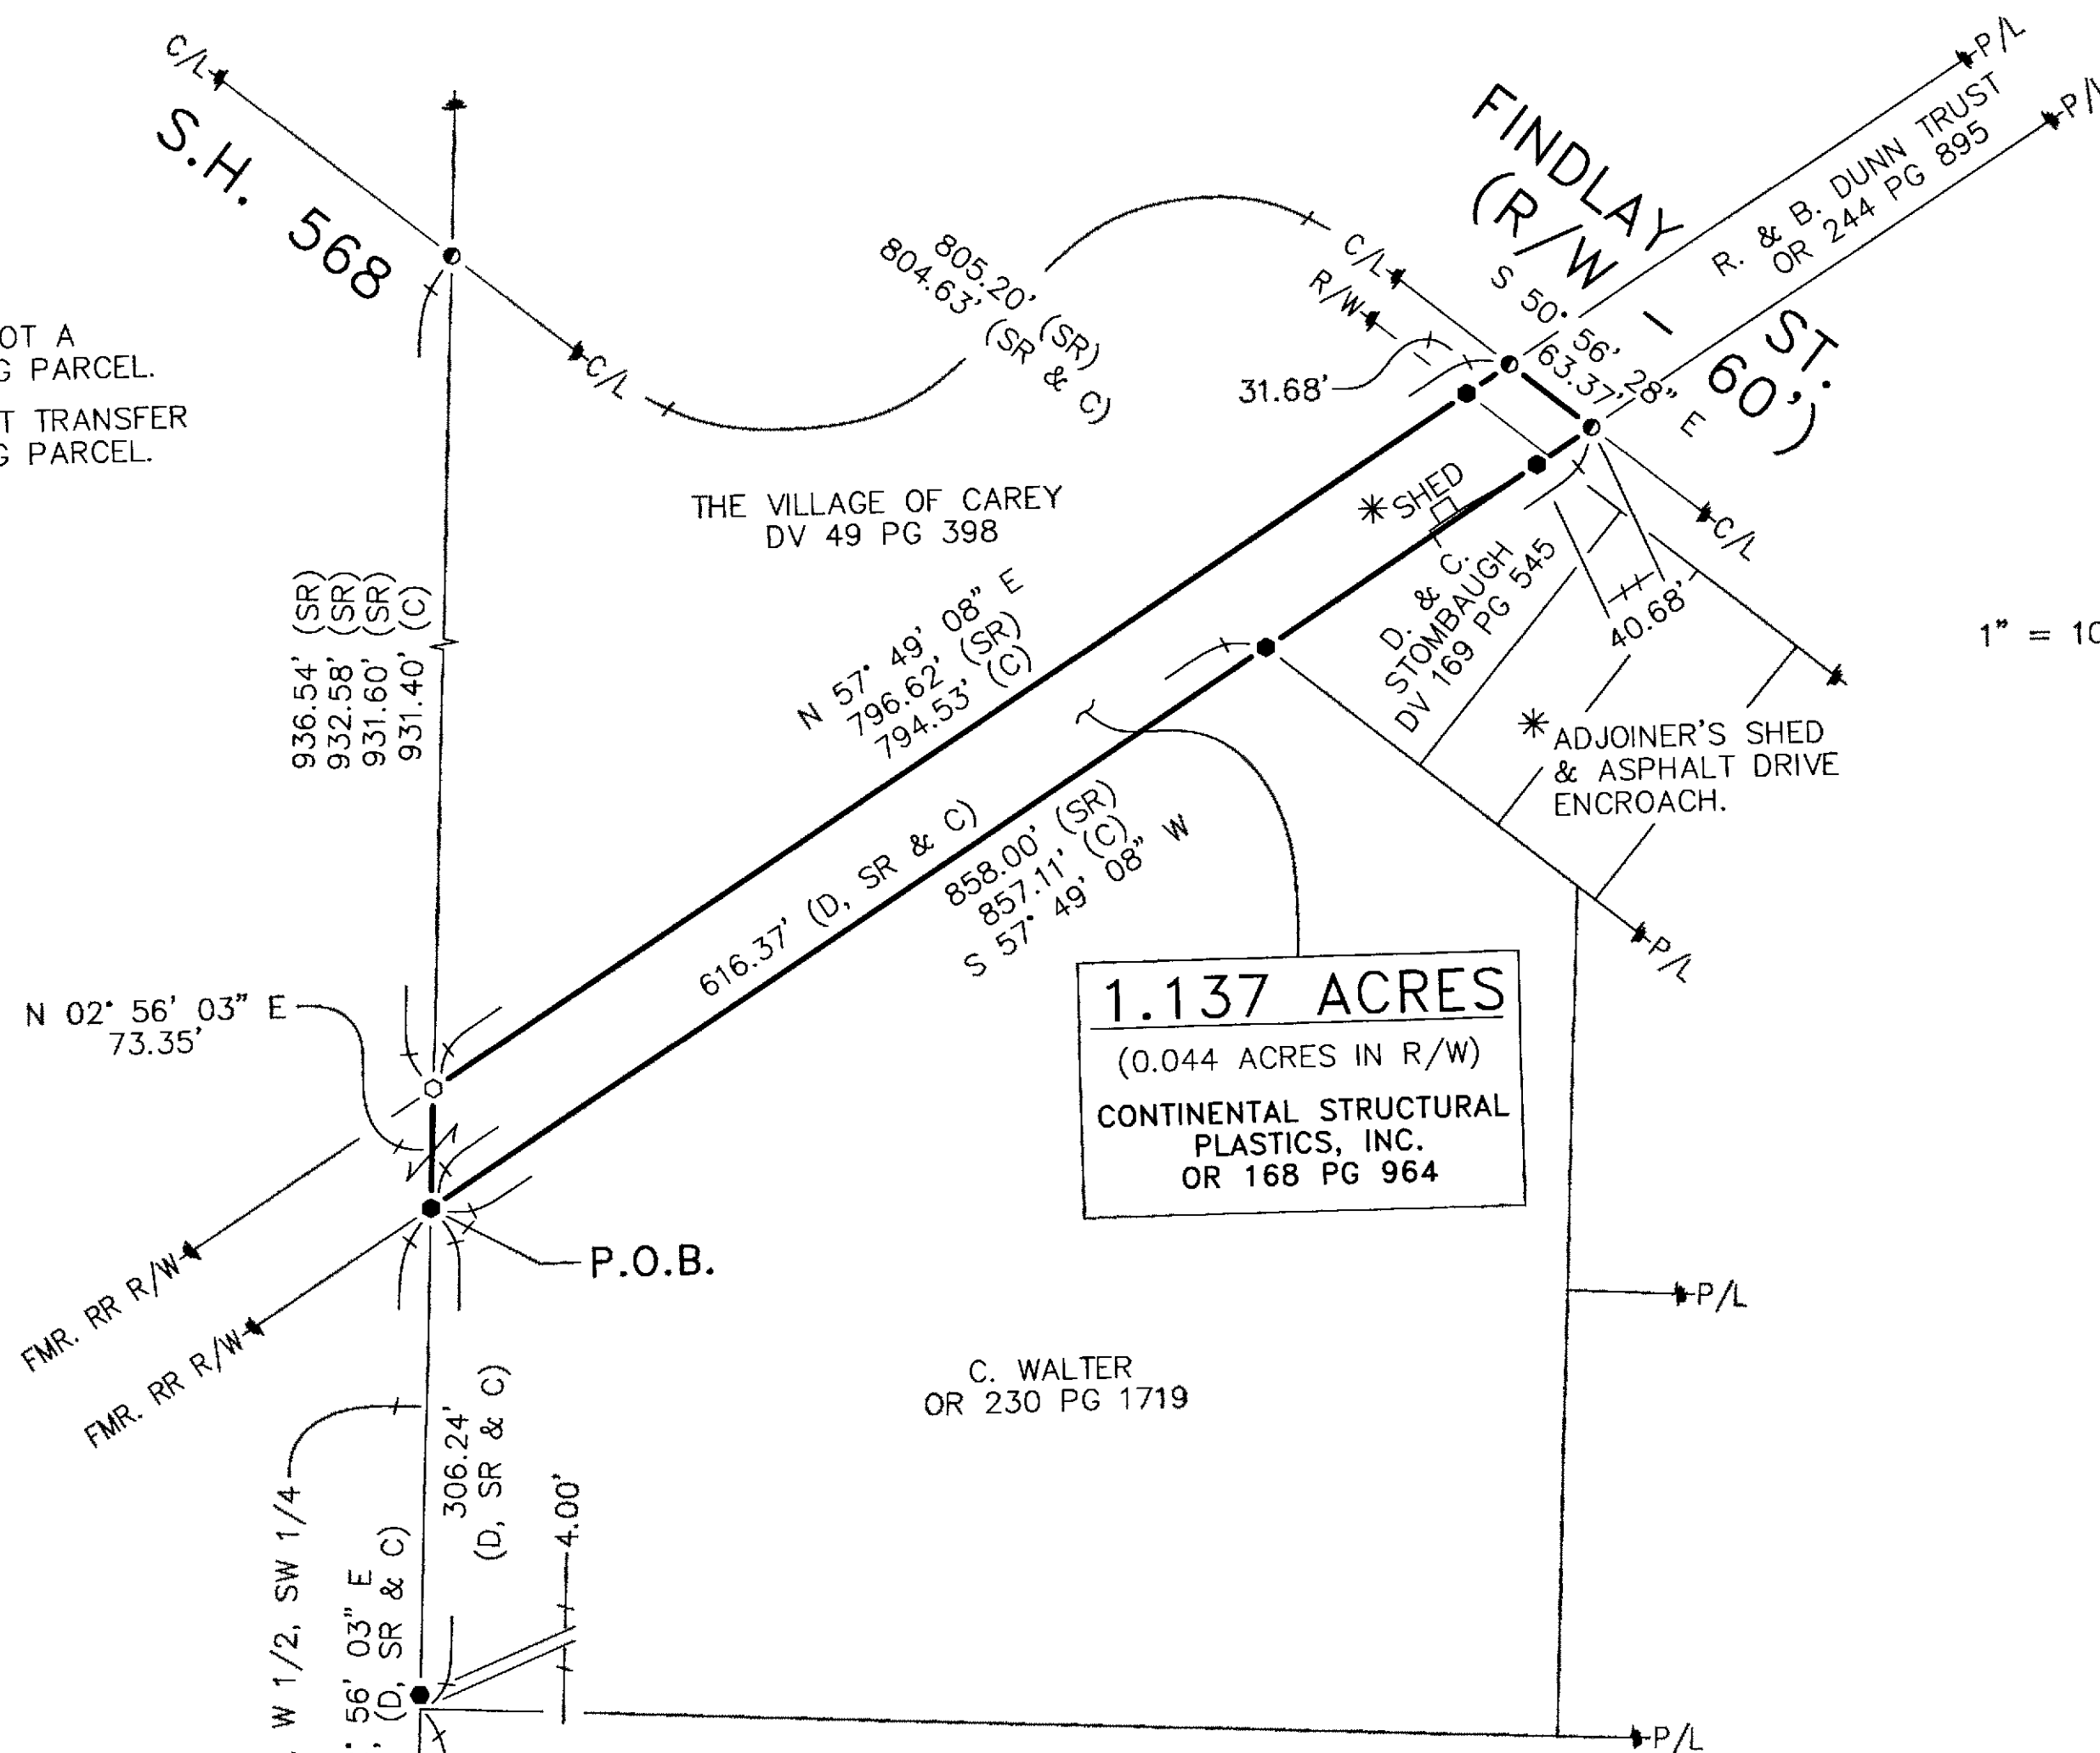 C/L
S.H. 568
C/L
OT A
G PARCEL.
T TRANSFER
G PARCEL.
805.20' (SR)
804.63' (SR & C)
FINDLAY ST.
(R/W - 60')
P/L
P/L
R. & B. DUNN TRUST
OR 244 PG 895
C/L
R/W
S 50° 56' 28" E
63.37'
31.68'
THE VILLAGE OF CAREY
DV 49 PG 398
* SHED
C/L
D. & C.
STOMBAUGH
DV 169 PG 545
40.68'
1" = 10
* ADJOINER'S SHED
& ASPHALT DRIVE
ENCROACH.
936.54' (SR)
932.58' (SR)
931.60' (SR)
931.40' (C)
N 57° 49' 08" E
796.62' (SR)
794.53' (C)
616.37' (D, SR & C)
858.00' (SR)
857.11' (C)
S 57° 49' 08" W
P/L
1.137 ACRES
(0.044 ACRES IN R/W)
CONTINENTAL STRUCTURAL
PLASTICS, INC.
OR 168 PG 964
N 02° 56' 03" E
73.35'
P.O.B.
FMR. RR R/W
FMR. RR R/W
P/L
C. WALTER
OR 230 PG 1719
306.24'
(D, SR & C)
4.00'
W 1/2, SW 1/4
° 56' 03" E
' (D, SR & C)
P/L